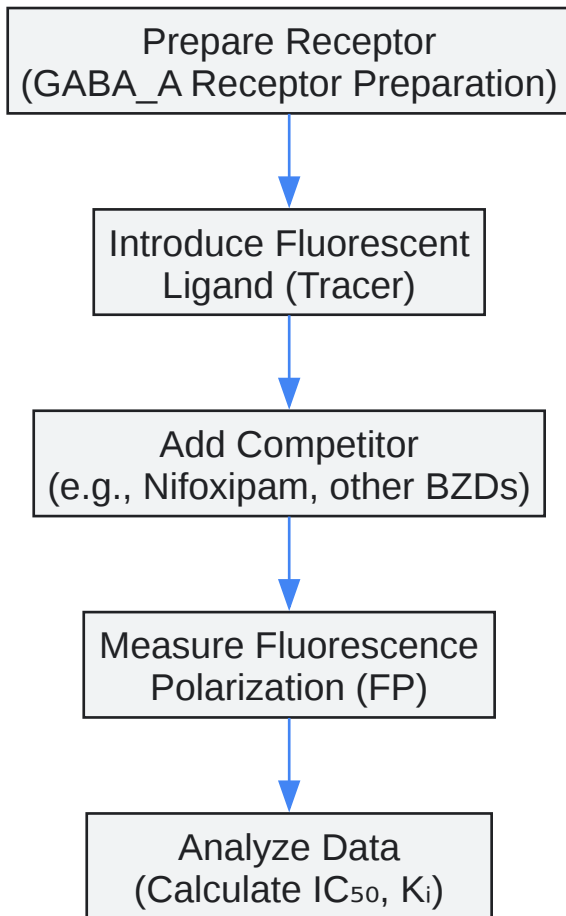 Prepare Receptor
(GABA_A Receptor Preparation)
Introduce Fluorescent
Ligand (Tracer)
Add Competitor
(e.g., Nifoxipam, other BZDs)
Measure Fluorescence
Polarization (FP)
Analyze Data
(Calculate IC₅₀, Kᵢ)